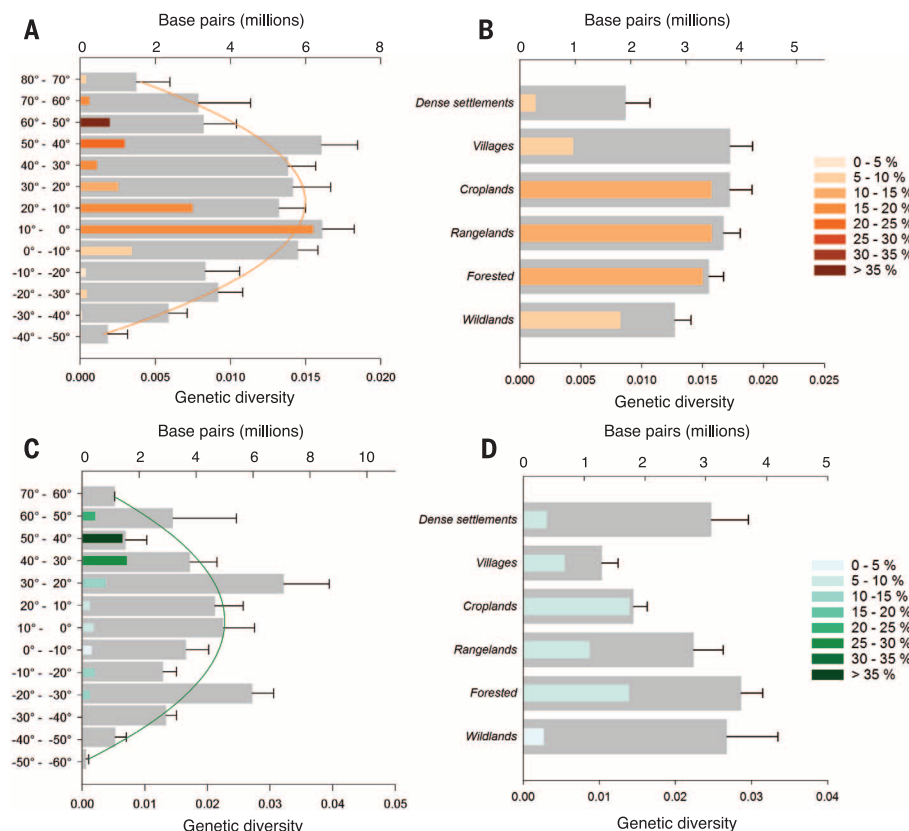 A
Base pairs (millions)
0 2 4 6 8
80° - 70°
70° - 60°
60° - 50°
50° - 40°
40° - 30°
30° - 20°
20° - 10°
10° - 0°
0° - -10°
-10° - -20°
-20° - -30°
-30° - -40°
-40° - -50°
0.000 0.005 0.010 0.015 0.020
Genetic diversity
B
Base pairs (millions)
0 1 2 3 4 5
Dense settlements
Villages
Croplands
Rangelands
Forested
Wildlands
0.000 0.005 0.010 0.015 0.020 0.025
Genetic diversity
0 - 5 %
5 - 10 %
10 - 15 %
15 - 20 %
20 - 25 %
25 - 30 %
30 - 35 %
> 35 %
C
Base pairs (millions)
0 2 4 6 8 10
70° - 60°
60° - 50°
50° - 40°
40° - 30°
30° - 20°
20° - 10°
10° - 0°
0° - -10°
-10° - -20°
-20° - -30°
-30° - -40°
-40° - -50°
-50° - -60°
0.00 0.01 0.02 0.03 0.04 0.05
Genetic diversity
D
Base pairs (millions)
0 1 2 3 4 5
Dense settlements
Villages
Croplands
Rangelands
Forested
Wildlands
0.00 0.01 0.02 0.03 0.04
Genetic diversity
0 - 5 %
5 - 10 %
10 -15 %
15 - 20 %
20 - 25 %
25 - 30 %
30 - 35 %
> 35 %